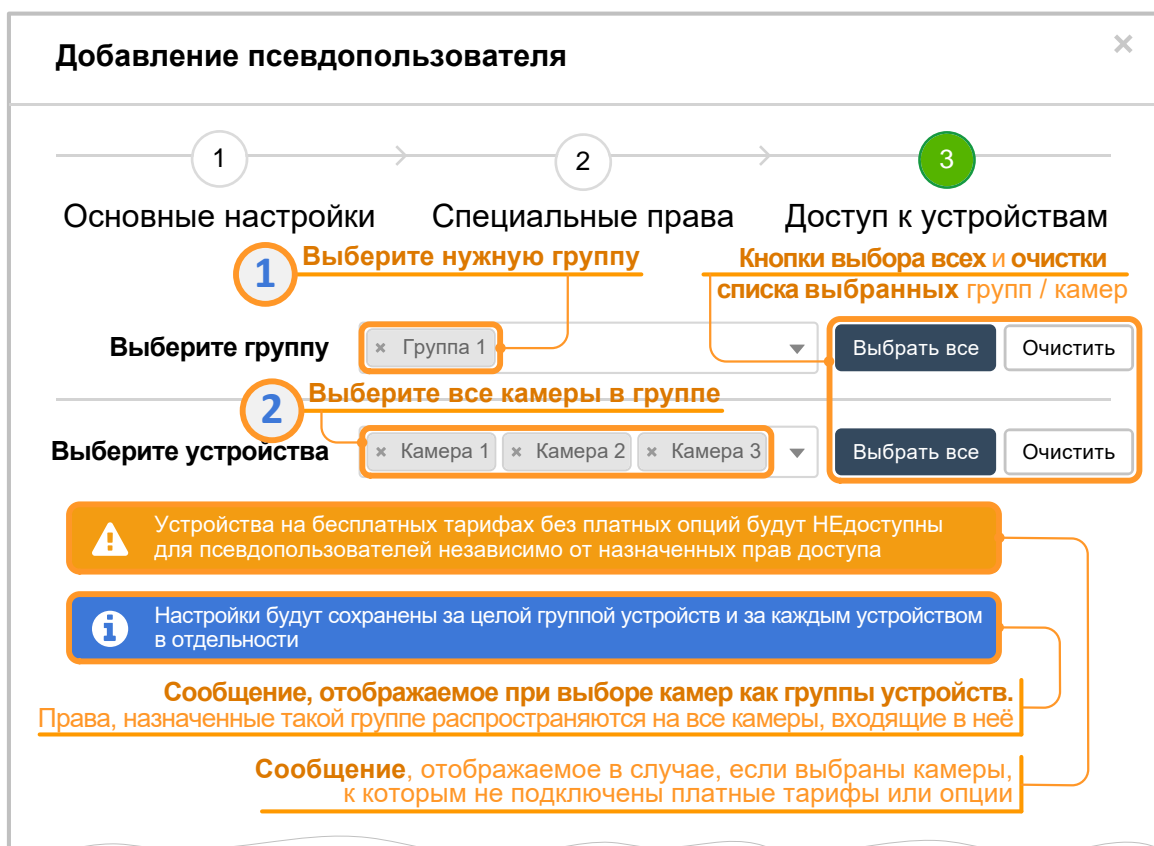 Добавление псевдопользователя
×
1
2
3
Основные настройки
Специальные права
Доступ к устройствам
1
Выберите нужную группу
Кнопки выбора всех и очистки
списка выбранных групп / камер
Выберите группу
× Группа 1
Выбрать все
Очистить
2
Выберите все камеры в группе
Выберите устройства
× Камера 1
× Камера 2
× Камера 3
Выбрать все
Очистить
Устройства на бесплатных тарифах без платных опций будут НЕдоступны
для псевдопользователей независимо от назначенных прав доступа
Настройки будут сохранены за целой группой устройств и за каждым устройством
в отдельности
Сообщение, отображаемое при выборе камер как группы устройств.
Права, назначенные такой группе распространяются на все камеры, входящие в неё
Сообщение, отображаемое в случае, если выбраны камеры,
к которым не подключены платные тарифы или опции